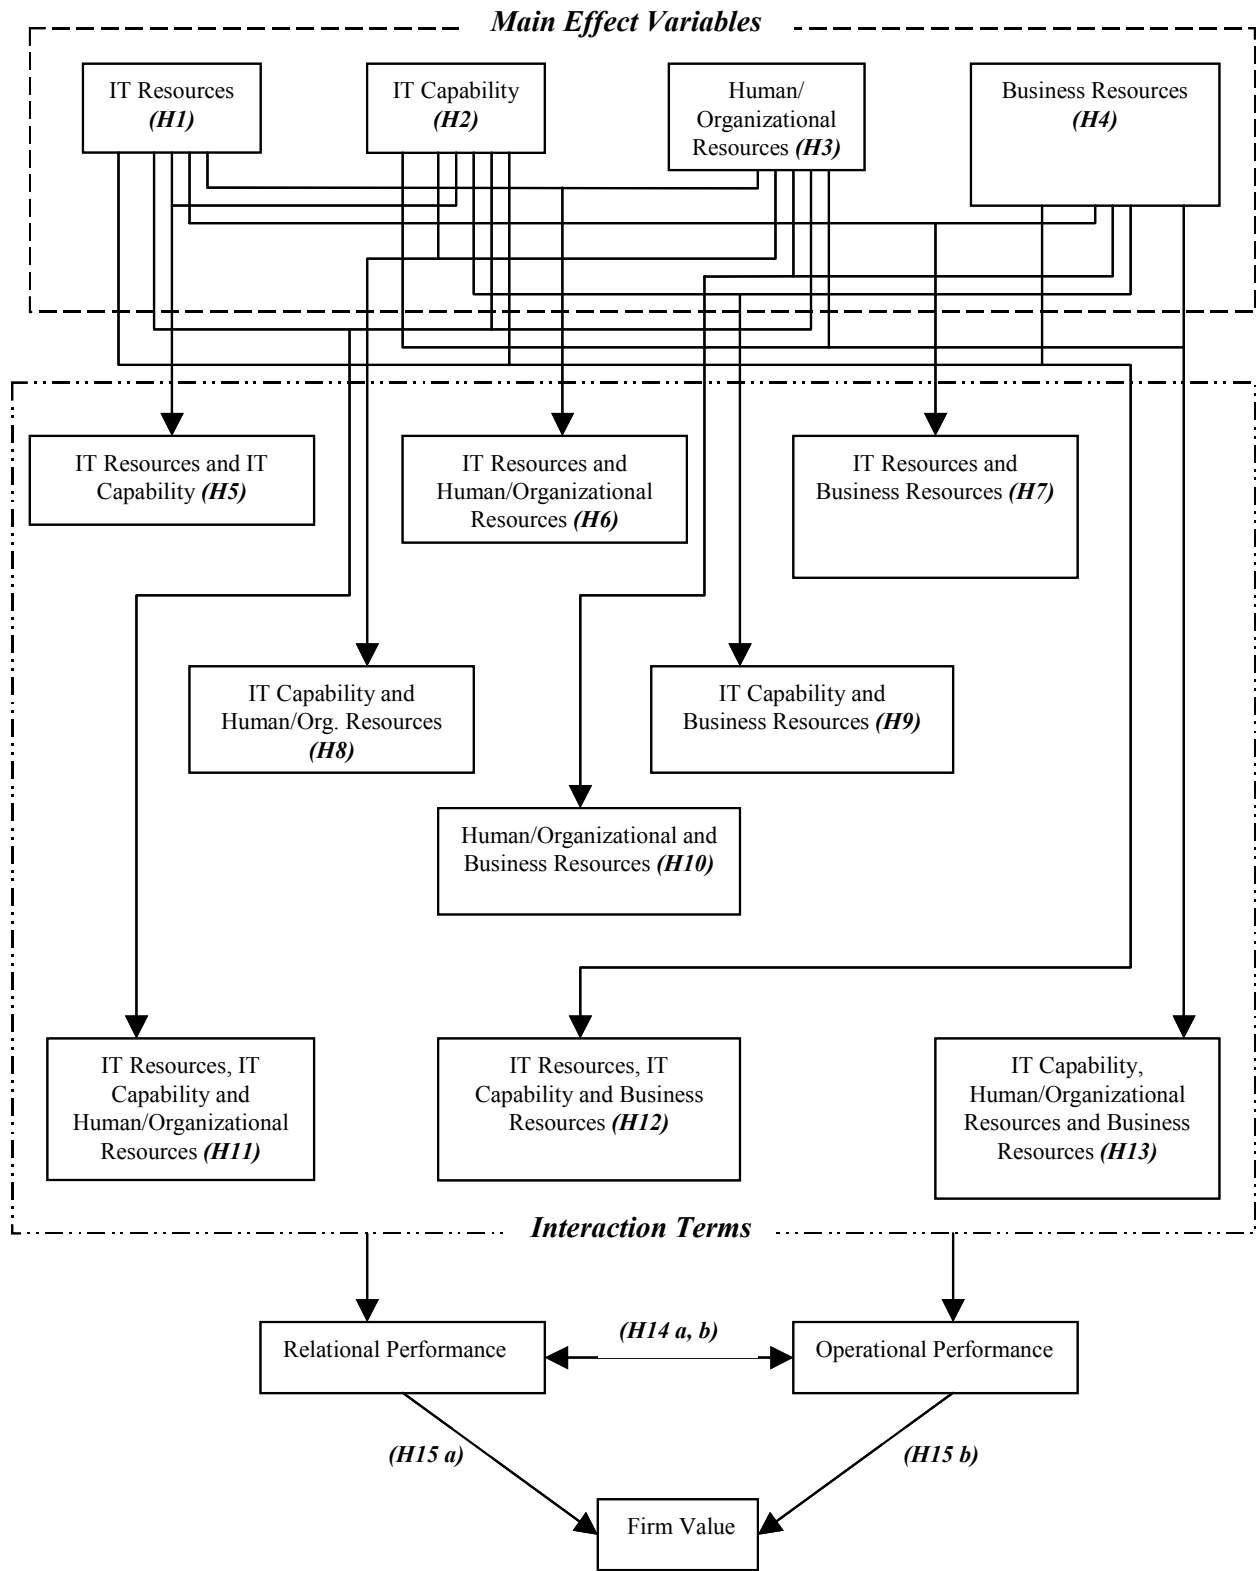 Main Effect Variables
IT Resources
(H1)
IT Capability
(H2)
Human/
Organizational
Resources (H3)
Business Resources
(H4)
IT Resources and IT
Capability (H5)
IT Resources and
Human/Organizational
Resources (H6)
IT Resources and
Business Resources (H7)
IT Capability and
Human/Org. Resources
(H8)
IT Capability and
Business Resources (H9)
Human/Organizational and
Business Resources (H10)
IT Resources, IT
Capability and
Human/Organizational
Resources (H11)
IT Resources, IT
Capability and Business
Resources (H12)
IT Capability,
Human/Organizational
Resources and Business
Resources (H13)
Interaction Terms
Relational Performance
(H14 a, b)
Operational Performance
(H15 a)
(H15 b)
Firm Value